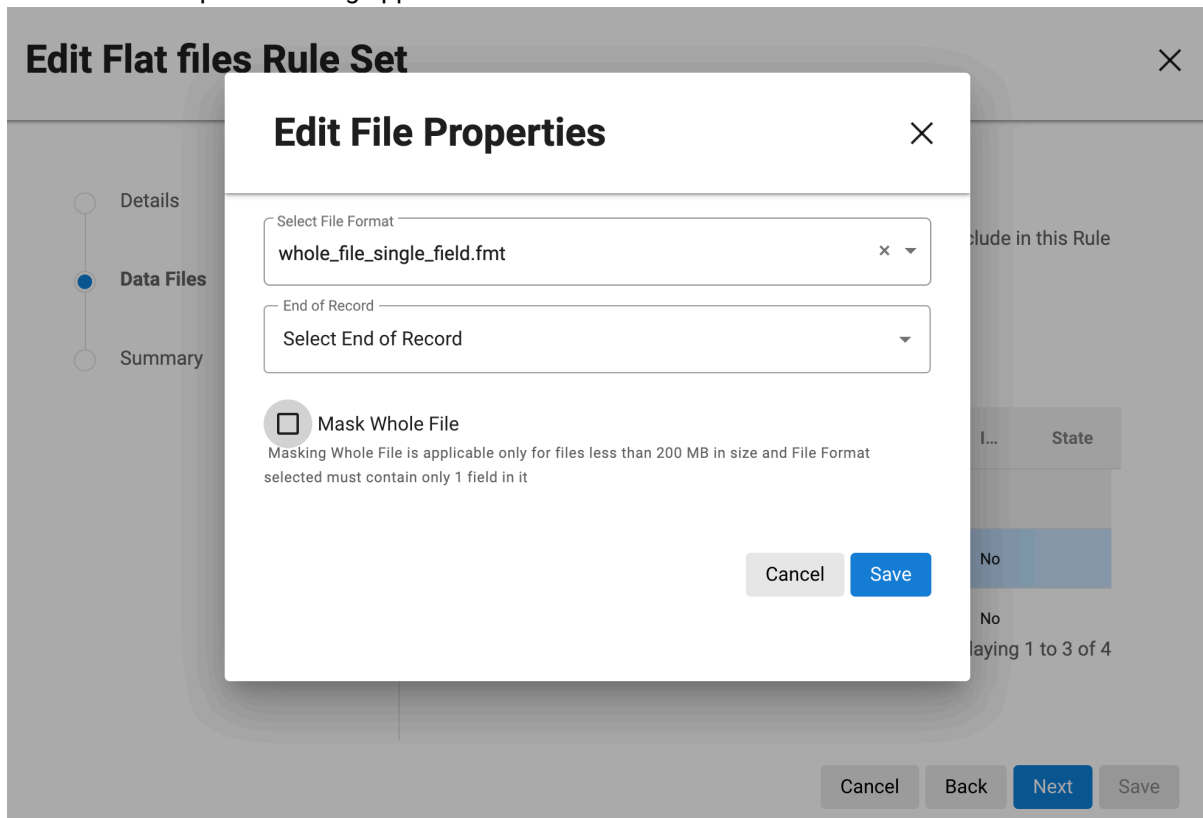 Edit Flat files Rule Set
Edit File Properties
Details
Data Files
Summary
Select File Format
whole_file_single_field.fmt
End of Record
Select End of Record
Mask Whole File
Masking Whole File is applicable only for files less than 200 MB in size and File Format
selected must contain only 1 field in it
Cancel Save
in this Rule
I... State
No
No
1 to 3 of 4
Cancel Back Next Save